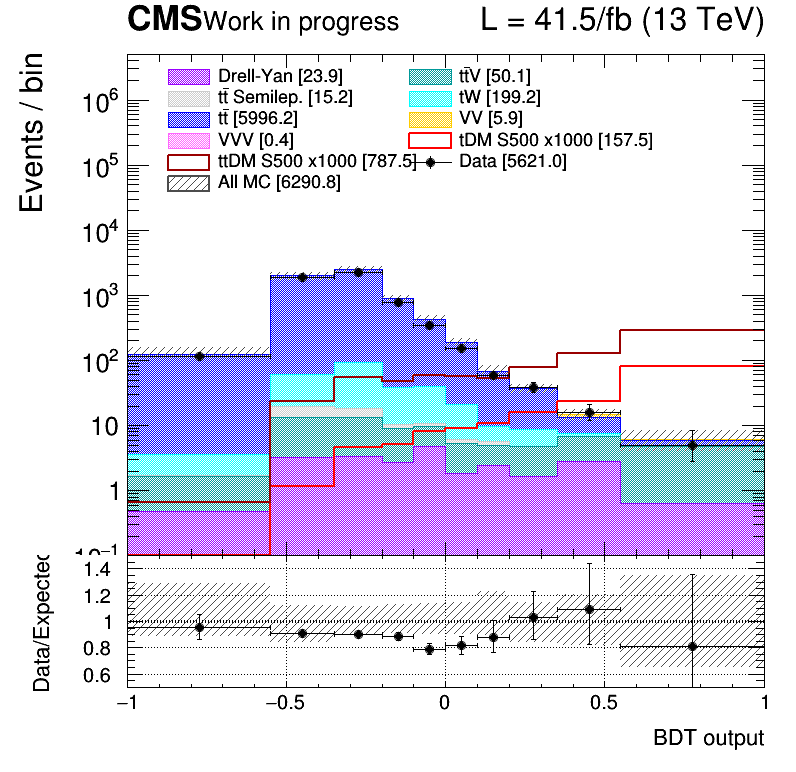 CMS Work in progress L = 41.5/fb (13 TeV)
Events / bin
Drell-Yan [23.9] tt̄V [50.1]
tt̄ Semilep. [15.2] tW [199.2]
tt̄ [5996.2] VV [5.9]
VVV [0.4] tDM S500 x1000 [157.5]
ttDM S500 x1000 [787.5] Data [5621.0]
All MC [6290.8]
10⁶
10⁵
10⁴
10³
10²
10
1
10⁻¹
Data/Expected
1.4
1.2
1
0.8
0.6
−1 −0.5 0 0.5 1
BDT output